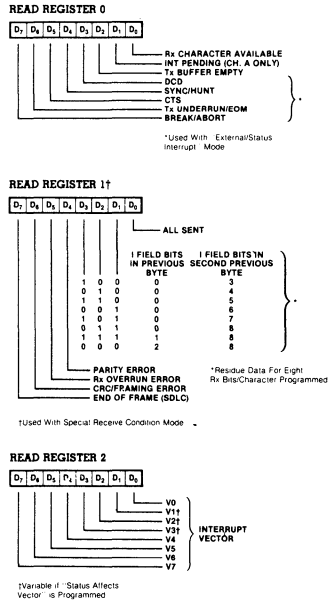 READ REGISTER 0
D7 D6 D5 D4 D3 D2 D1 D0
Rx CHARACTER AVAILABLE
INT PENDING (CH. A ONLY)
Tx BUFFER EMPTY
DCD
SYNC/HUNT
CTS
Tx UNDERRUN/EOM
BREAK/ABORT
*
*Used With External/Status
Interrupt Mode
READ REGISTER 1†
D7 D6 D5 D4 D3 D2 D1 D0
ALL SENT
I FIELD BITS I FIELD BITS IN
IN PREVIOUS SECOND PREVIOUS
BYTE BYTE
1 0 0 0 3
0 1 0 0 4
1 1 0 0 5
0 0 1 0 6
1 0 1 0 7
0 1 1 0 8
1 1 1 1 8
0 0 0 2 8
*
PARITY ERROR
Rx OVERRUN ERROR
CRC/FRAMING ERROR
END OF FRAME (SDLC)
*Residue Data For Eight
Rx Bits/Character Programmed
†Used With Special Receive Condition Mode
READ REGISTER 2
D7 D6 D5 D4 D3 D2 D1 D0
V0
V1†
V2†
V3†
V4
V5
V6
V7
INTERRUPT
VECTOR
†Variable if "Status Affects
Vector" is Programmed